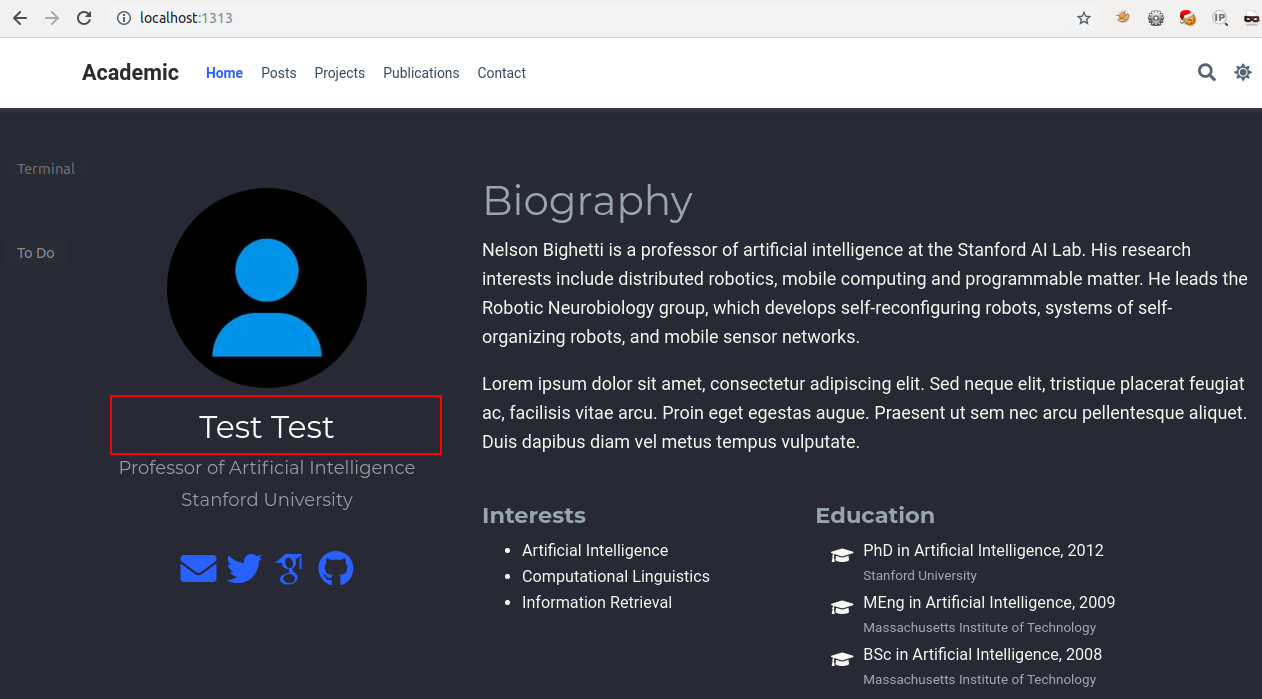 localhost:1313
IP
Academic
Home Posts Projects Publications Contact
Terminal
To Do
Test Test
Professor of Artificial Intelligence
Stanford University
Biography
Nelson Bighetti is a professor of artificial intelligence at the Stanford AI Lab. His research
interests include distributed robotics, mobile computing and programmable matter. He leads the
Robotic Neurobiology group, which develops self-reconfiguring robots, systems of self-
organizing robots, and mobile sensor networks.
Lorem ipsum dolor sit amet, consectetur adipiscing elit. Sed neque elit, tristique placerat feugiat
ac, facilisis vitae arcu. Proin eget egestas augue. Praesent ut sem nec arcu pellentesque aliquet.
Duis dapibus diam vel metus tempus vulputate.
Interests
Artificial Intelligence
Computational Linguistics
Information Retrieval
Education
PhD in Artificial Intelligence, 2012
Stanford University
MEng in Artificial Intelligence, 2009
Massachusetts Institute of Technology
BSc in Artificial Intelligence, 2008
Massachusetts Institute of Technology